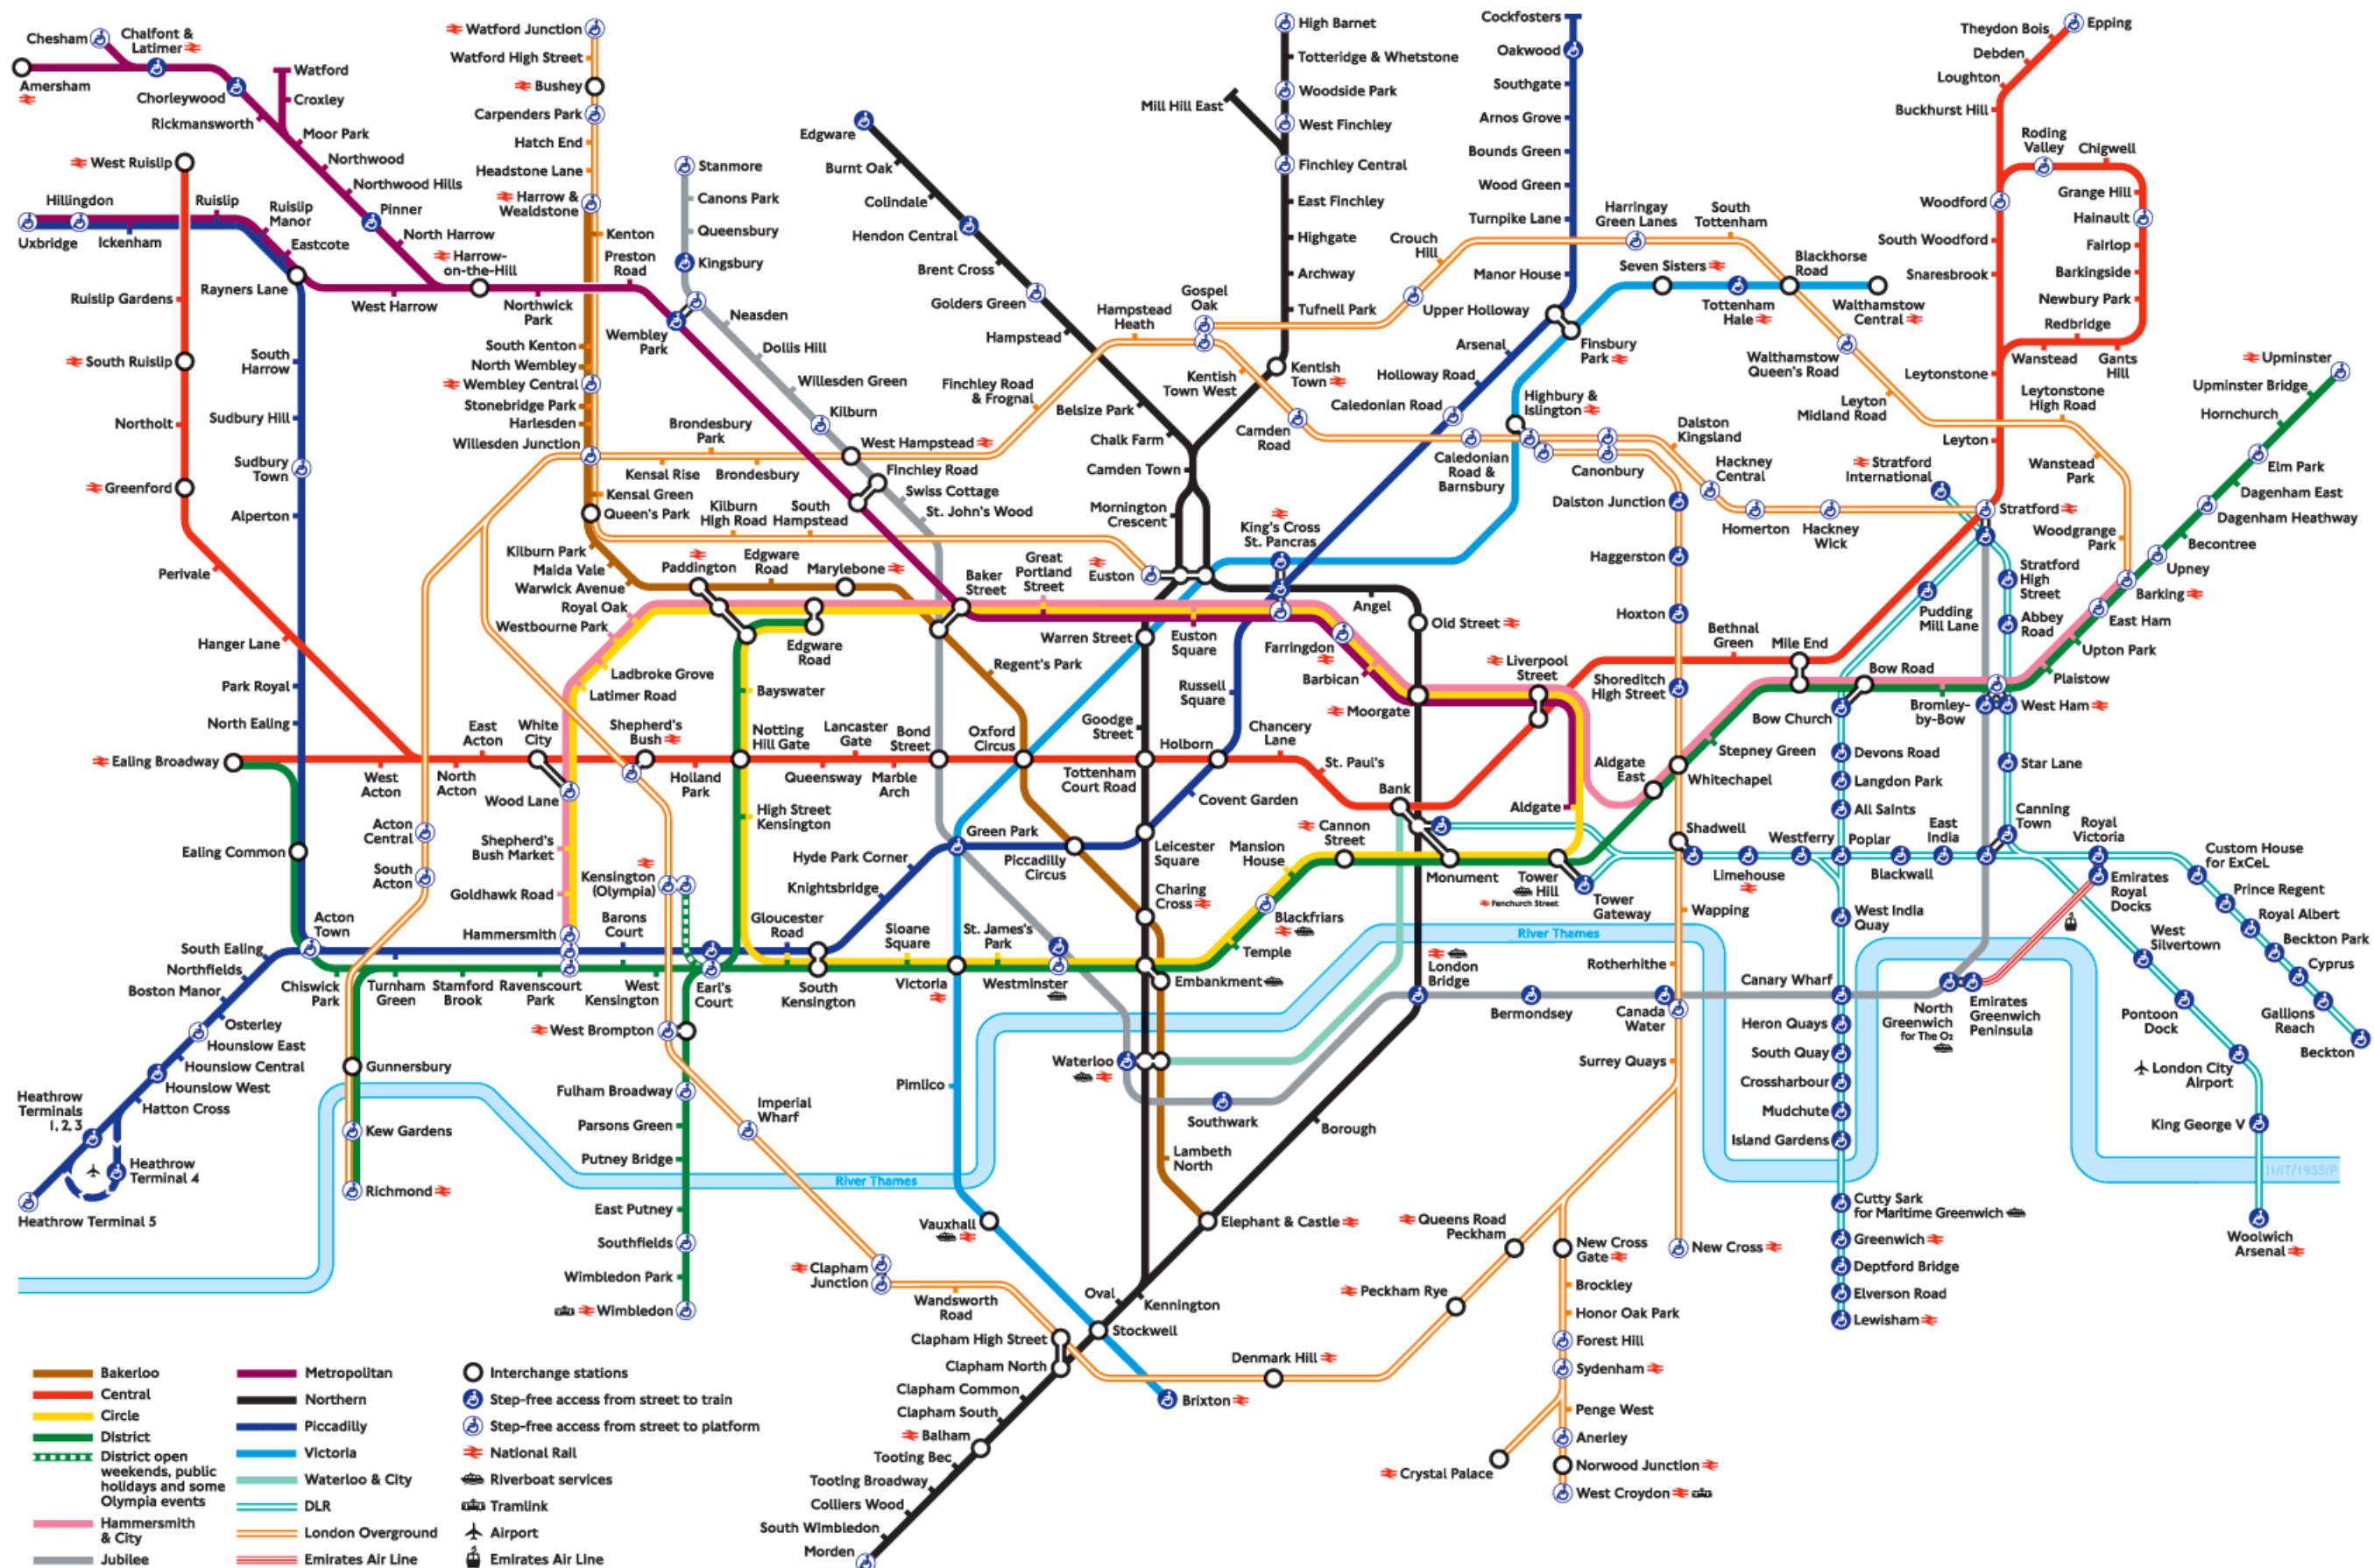 Chesham
Chalfont &
Latimer
Amersham
Chorleywood
Rickmansworth
Watford
Croxley
Moor Park
Northwood
Northwood Hills
Pinner
North Harrow
Harrow-
on-the-Hill
West Ruislip
Hillingdon
Uxbridge
Ickenham
Ruislip
Ruislip
Manor
Eastcote
Rayners Lane
West Harrow
Northwick
Park
Preston
Road
Ruislip Gardens
South Ruislip
Northolt
Greenford
Perivale
Hanger Lane
South
Harrow
Sudbury Hill
Sudbury
Town
Alperton
Park Royal
North Ealing
Ealing Broadway
West
Acton
North
Acton
East
Acton
White
City
Wood Lane
Shepherd's
Bush
Holland
Park
Notting
Hill Gate
Queensway
Lancaster
Gate
Marble
Arch
Bond
Street
Oxford
Circus
Tottenham
Court Road
Holborn
Chancery
Lane
St. Paul's
Bank
Watford Junction
Watford High Street
Bushey
Carpenders Park
Hatch End
Headstone Lane
Harrow &
Wealdstone
Kenton
South Kenton
North Wembley
Wembley Central
Stonebridge Park
Harlesden
Willesden Junction
Kensal Green
Queen's Park
Kilburn Park
Maida Vale
Warwick Avenue
Royal Oak
Westbourne Park
Ladbroke Grove
Latimer Road
Stanmore
Canons Park
Queensbury
Kingsbury
Wembley
Park
Neasden
Dollis Hill
Willesden Green
Kilburn
West Hampstead
Finchley Road
Swiss Cottage
St. John's Wood
Brondesbury
Park
Kensal Rise
Brondesbury
Kilburn
High Road
South
Hampstead
Paddington
Edgware
Road
Marylebone
Baker
Street
Great
Portland
Street
Edgware
Road
Bayswater
Regent's Park
Edgware
Burnt Oak
Colindale
Hendon Central
Brent Cross
Golders Green
Hampstead
Belsize Park
Chalk Farm
Camden Town
Mornington
Crescent
Euston
Finchley Road
& Frognal
Hampstead
Heath
Gospel
Oak
Kentish
Town West
Camden
Road
Mill Hill East
High Barnet
Totteridge & Whetstone
Woodside Park
West Finchley
Finchley Central
East Finchley
Highgate
Archway
Tufnell Park
Kentish
Town
Crouch
Hill
Upper Holloway
Cockfosters
Oakwood
Southgate
Arnos Grove
Bounds Green
Wood Green
Turnpike Lane
Manor House
Finsbury
Park
Arsenal
Holloway Road
Caledonian Road
Highbury &
Islington
Caledonian
Road &
Barnsbury
Canonbury
King's Cross
St. Pancras
Angel
Old Street
Warren Street
Euston
Square
Farringdon
Barbican
Moorgate
Liverpool
Street
Russell
Square
Goodge
Street
Harringay
Green Lanes
South
Tottenham
Seven Sisters
Tottenham
Hale
Blackhorse
Road
Walthamstow
Central
Walthamstow
Queen's Road
Leyton
Midland Road
Leytonstone
High Road
Wanstead
Park
Woodgrange
Park
Theydon Bois
Epping
Debden
Loughton
Buckhurst Hill
Roding
Valley
Chigwell
Grange Hill
Hainault
Fairlop
Barkingside
Newbury Park
Redbridge
Wanstead
Gants
Hill
Woodford
South Woodford
Snaresbrook
Leytonstone
Leyton
Stratford
Stratford
International
Upminster
Upminster Bridge
Hornchurch
Elm Park
Dagenham East
Dagenham Heathway
Becontree
Upney
Barking
East Ham
Upton Park
Plaistow
West Ham
Bromley-
by-Bow
Bow Road
Mile End
Bethnal
Green
Stepney Green
Whitechapel
Aldgate
East
Aldgate
Dalston
Kingsland
Hackney
Central
Homerton
Hackney
Wick
Dalston Junction
Haggerston
Hoxton
Shoreditch
High Street
Shadwell
Wapping
Rotherhithe
Canada
Water
Surrey Quays
Pudding
Mill Lane
Stratford
High
Street
Abbey
Road
Star Lane
Canning
Town
Bow Church
Devons Road
Langdon Park
All Saints
Limehouse
Westferry
Poplar
Blackwall
East
India
Royal
Victoria
Custom House
for ExCeL
Prince Regent
Royal Albert
Beckton Park
Cyprus
Gallions
Reach
Beckton
Emirates
Royal
Docks
Emirates
Greenwich
Peninsula
West
Silvertown
Pontoon
Dock
London City
Airport
King George V
Woolwich
Arsenal
West India
Quay
Canary Wharf
Heron Quays
South Quay
Crossharbour
Mudchute
Island Gardens
Cutty Sark
for Maritime Greenwich
Greenwich
Deptford Bridge
Elverson Road
Lewisham
North
Greenwich
for The O2
Ealing Common
Acton
Central
South
Acton
Acton
Town
South Ealing
Northfields
Boston Manor
Osterley
Hounslow East
Hounslow Central
Hounslow West
Hatton Cross
Heathrow
Terminals
1, 2, 3
Heathrow
Terminal 4
Heathrow Terminal 5
Chiswick
Park
Turnham
Green
Stamford
Brook
Ravenscourt
Park
West
Kensington
Barons
Court
Hammersmith
Goldhawk Road
Shepherd's
Bush Market
Kensington
(Olympia)
Earl's
Court
Gloucester
Road
South
Kensington
High Street
Kensington
Knightsbridge
Hyde Park Corner
Green Park
Piccadilly
Circus
Leicester
Square
Covent Garden
Charing
Cross
Sloane
Square
Victoria
St. James's
Park
Westminster
Embankment
Temple
Blackfriars
Mansion
House
Cannon
Street
Monument
Tower
Hill
Fenchurch Street
Tower
Gateway
River Thames
London
Bridge
Bermondsey
Southwark
Waterloo
Lambeth
North
Borough
Elephant & Castle
Gunnersbury
Kew Gardens
Richmond
West Brompton
Fulham Broadway
Parsons Green
Putney Bridge
East Putney
Southfields
Wimbledon Park
Wimbledon
Imperial
Wharf
River Thames
Pimlico
Vauxhall
Clapham
Junction
Wandsworth
Road
Clapham High Street
Clapham North
Clapham Common
Clapham South
Balham
Tooting Bec
Tooting Broadway
Colliers Wood
South Wimbledon
Morden
Oval
Kennington
Stockwell
Brixton
Denmark Hill
Peckham Rye
Queens Road
Peckham
New Cross
Gate
New Cross
Brockley
Honor Oak Park
Forest Hill
Sydenham
Penge West
Anerley
Crystal Palace
Norwood Junction
West Croydon
Bakerloo
Central
Circle
District
District open
weekends, public
holidays and some
Olympia events
Hammersmith
& City
Jubilee
Metropolitan
Northern
Piccadilly
Victoria
Waterloo & City
DLR
London Overground
Emirates Air Line
Interchange stations
Step-free access from street to train
Step-free access from street to platform
National Rail
Riverboat services
Tramlink
Airport
Emirates Air Line